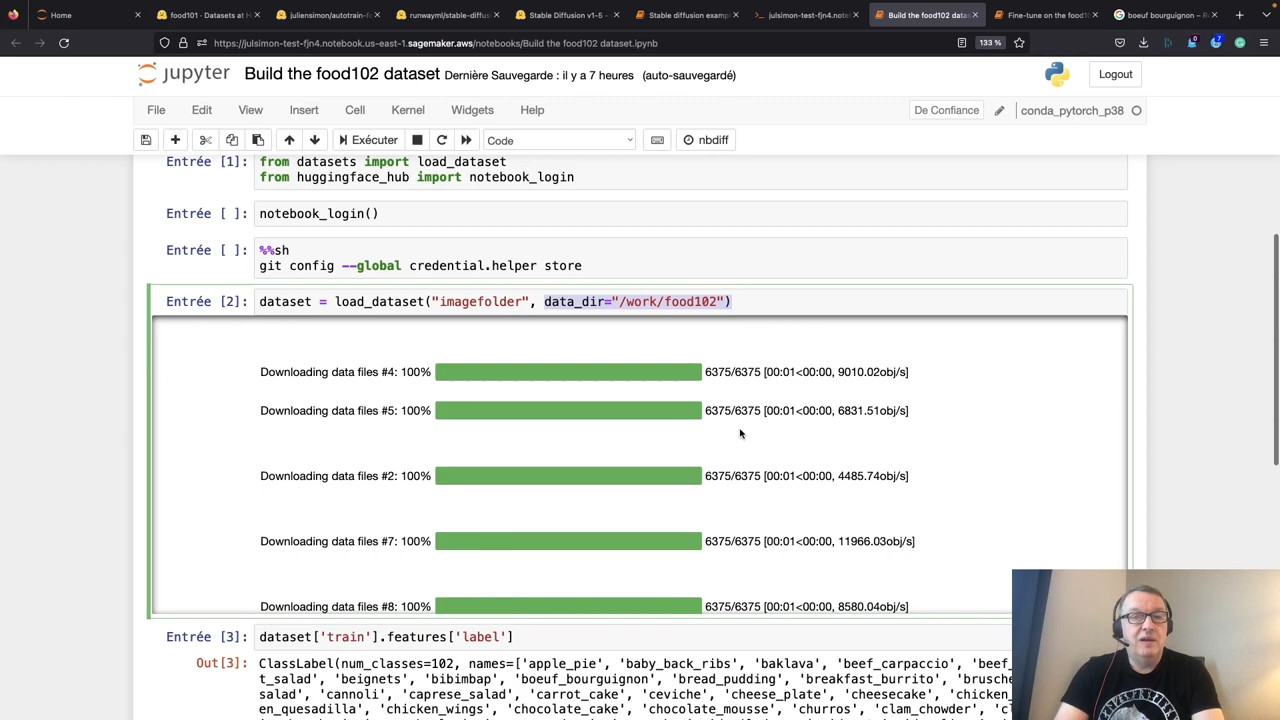 Home
food101 · Datasets at H
juliensimon/autotrain-fo
runwayml/stable-diffus
Stable Diffusion v1-5 -
Stable diffusion examp
julsimon-test-fjn4.note
Build the food102 datas
Fine-tune on the food10
boeuf bourguignon – Re
https://julsimon-test-fjn4.notebook.us-east-1.sagemaker.aws/notebooks/Build the food102 dataset.ipynb
133 %
0
7
jupyter
Build the food102 dataset
Dernière Sauvegarde : il y a 7 heures
(auto-sauvegardé)
Logout
File Edit View Insert Cell Kernel Widgets Help
De Confiance
conda_pytorch_p38
Exécuter
Code
nbdiff
Entrée [1]: from datasets import load_dataset
from huggingface_hub import notebook_login
Entrée [ ]: notebook_login()
Entrée [ ]: %%sh
git config --global credential.helper store
Entrée [2]: dataset = load_dataset("imagefolder", data_dir="/work/food102")
Downloading data files #4: 100% 6375/6375 [00:01<00:00, 9010.02obj/s]
Downloading data files #5: 100% 6375/6375 [00:01<00:00, 6831.51obj/s]
Downloading data files #2: 100% 6375/6375 [00:01<00:00, 4485.74obj/s]
Downloading data files #7: 100% 6375/6375 [00:01<00:00, 11966.03obj/s]
Downloading data files #8: 100% 6375/6375 [00:01<00:00, 8580.04obj/s]
Entrée [3]: dataset['train'].features['label']
Out[3]: ClassLabel(num_classes=102, names=['apple_pie', 'baby_back_ribs', 'baklava', 'beef_carpaccio', 'beef_
t_salad', 'beignets', 'bibimbap', 'boeuf_bourguignon', 'bread_pudding', 'breakfast_burrito', 'brusche
salad', 'cannoli', 'caprese_salad', 'carrot_cake', 'ceviche', 'cheese_plate', 'cheesecake', 'chicken_
en_quesadilla', 'chicken_wings', 'chocolate_cake', 'chocolate_mousse', 'churros', 'clam_chowder', '